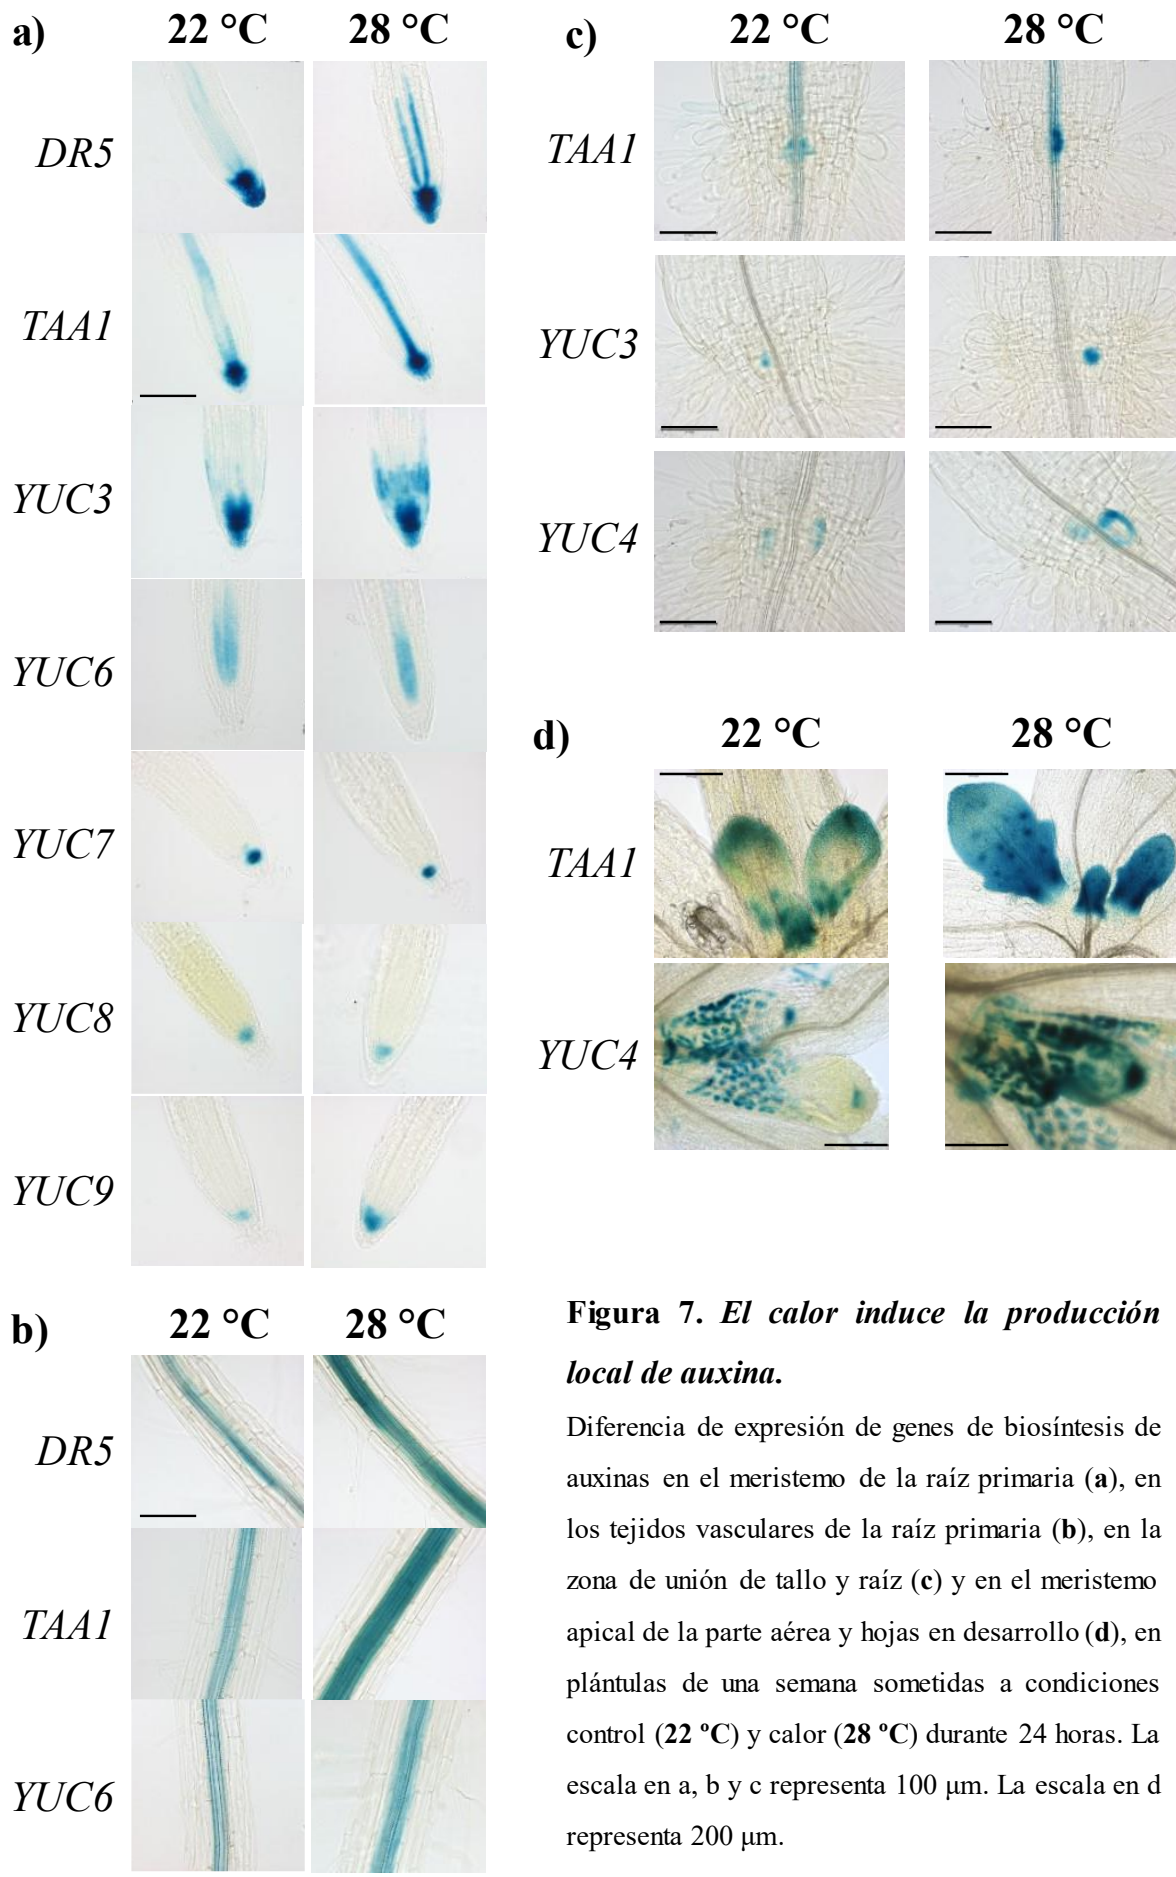 a) 22 °C 28 °C
DR5
TAA1
YUC3
YUC6
YUC7
YUC8
YUC9
b) 22 °C 28 °C
DR5
TAA1
YUC6
c) 22 °C 28 °C
TAA1
YUC3
YUC4
d) 22 °C 28 °C
TAA1
YUC4
Figura 7. El calor induce la producción
local de auxina.
Diferencia de expresión de genes de biosíntesis de
auxinas en el meristemo de la raíz primaria (a), en
los tejidos vasculares de la raíz primaria (b), en la
zona de unión de tallo y raíz (c) y en el meristemo
apical de la parte aérea y hojas en desarrollo (d), en
plántulas de una semana sometidas a condiciones
control (22 ºC) y calor (28 ºC) durante 24 horas. La
escala en a, b y c representa 100 µm. La escala en d
representa 200 µm.